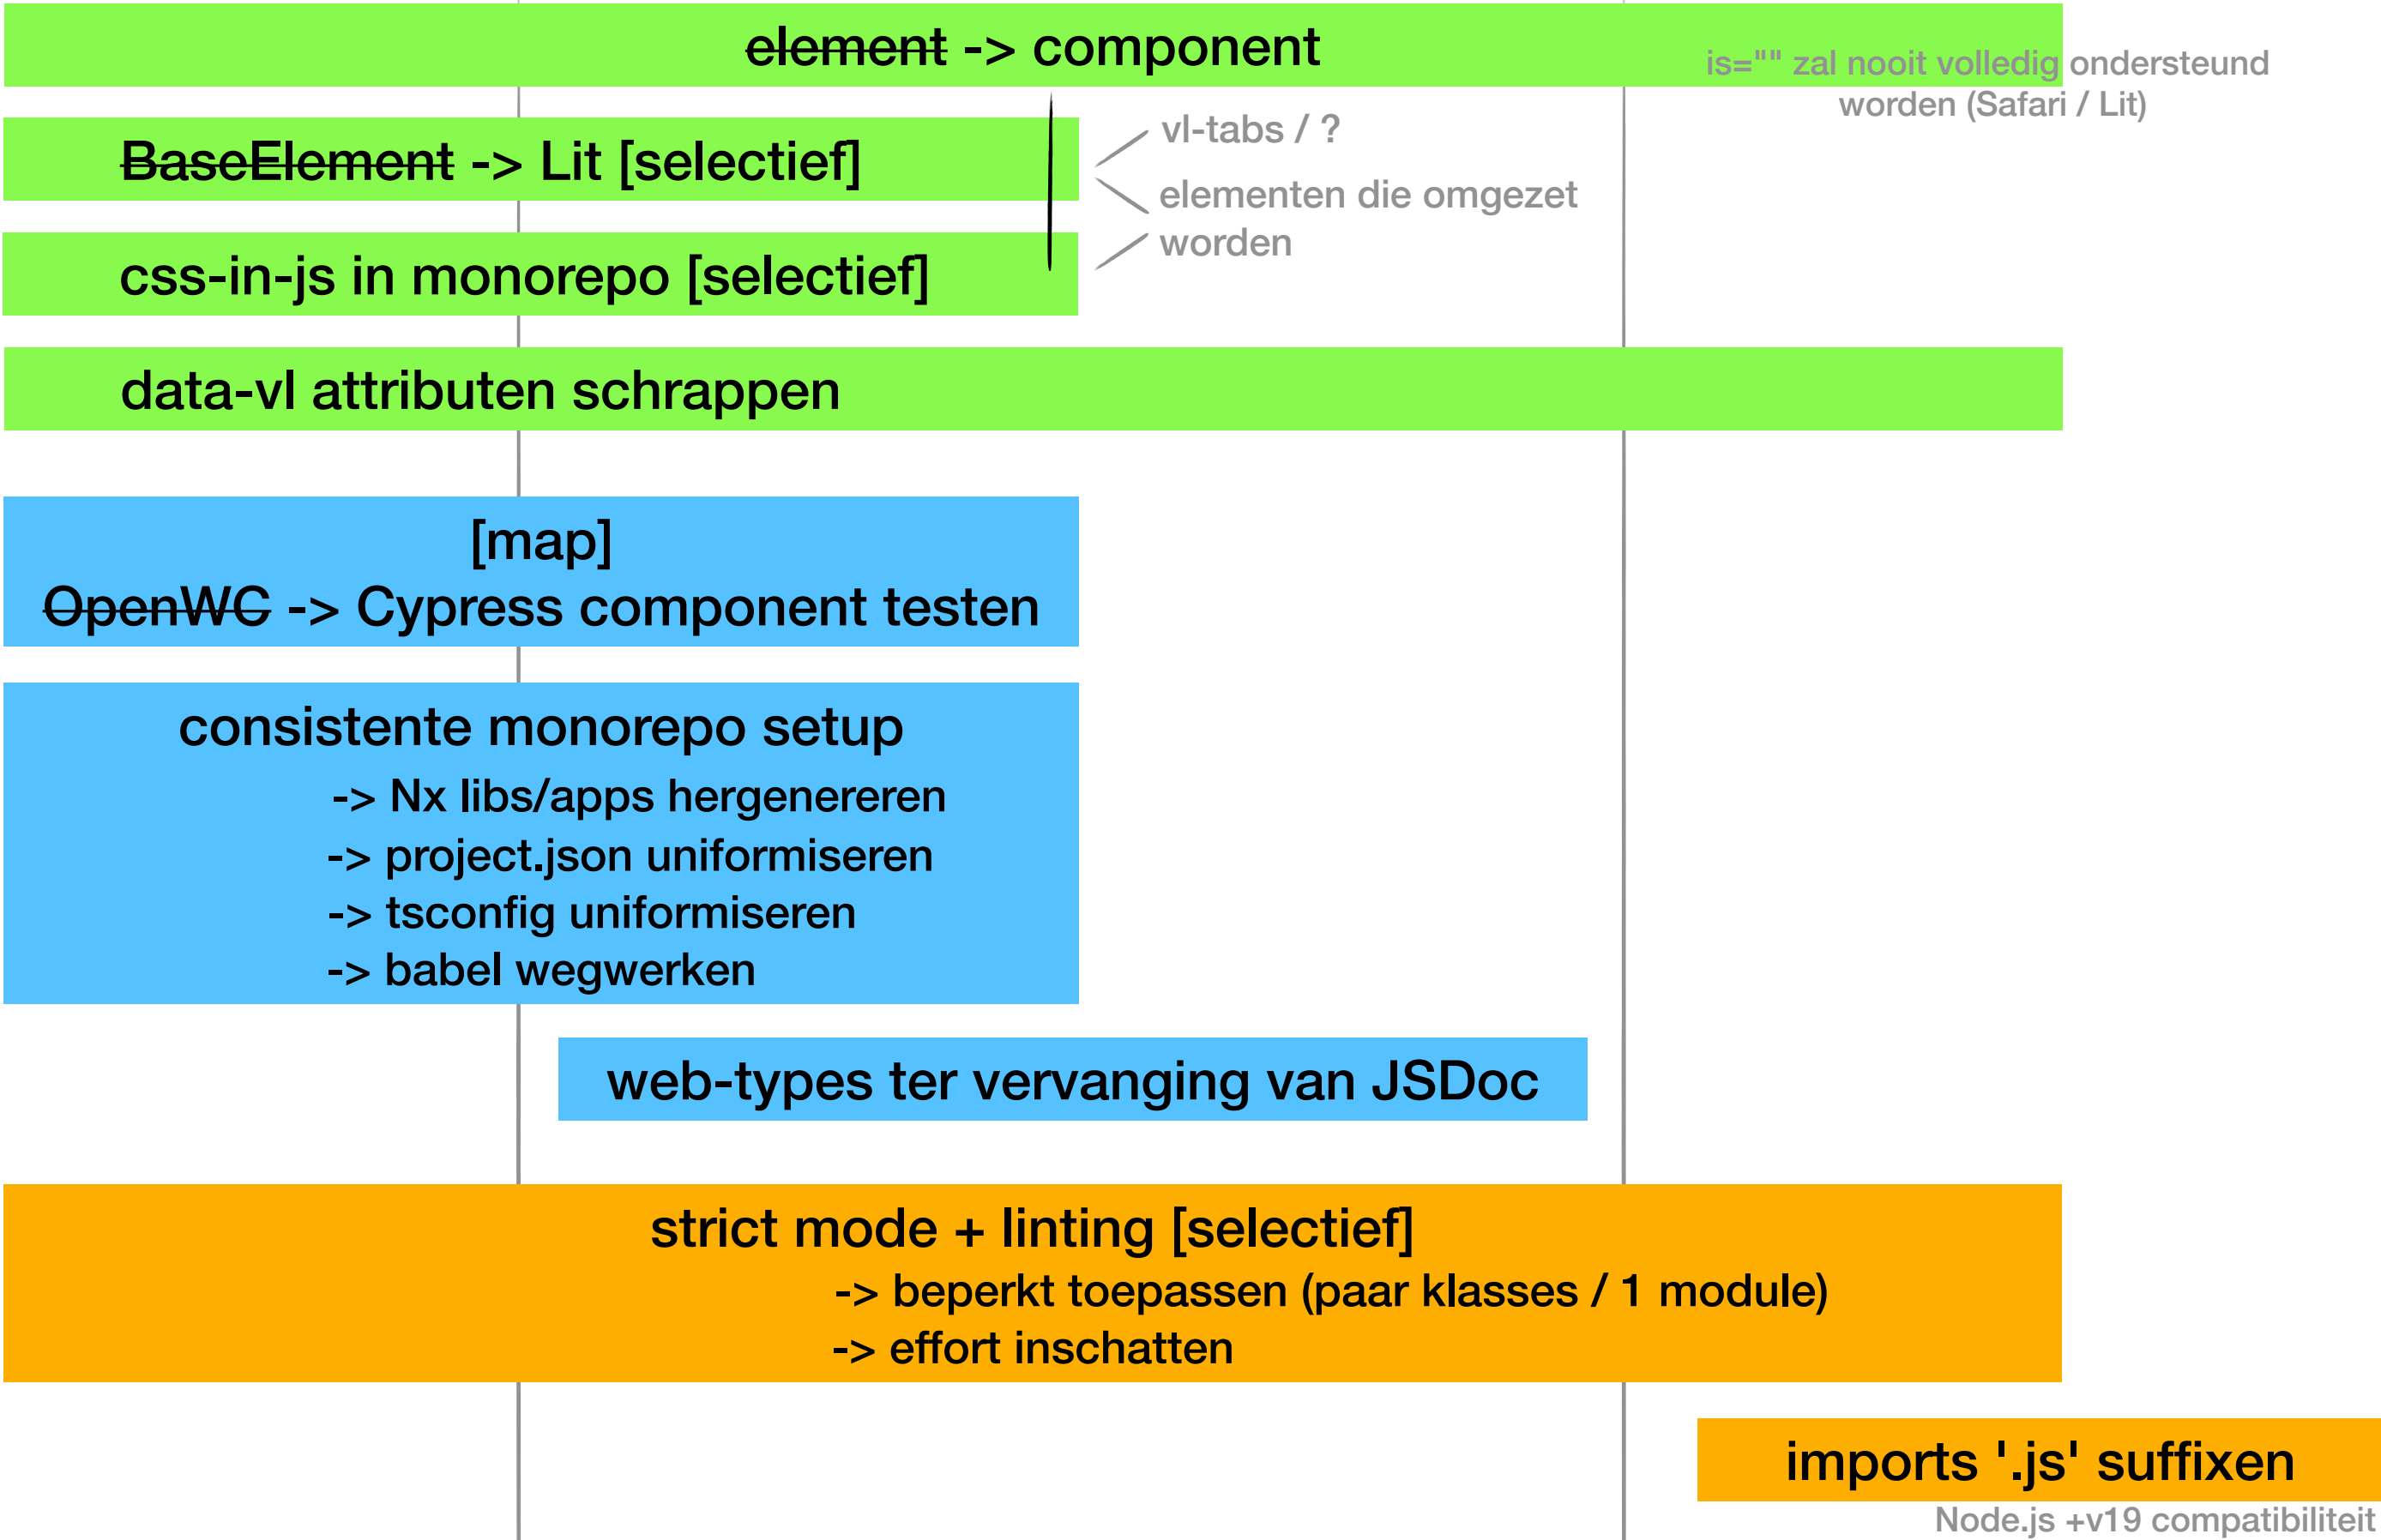 element -> component
is="" zal nooit volledig ondersteund
worden (Safari / Lit)
BaseElement -> Lit [selectief]
vl-tabs / ?
elementen die omgezet
worden
css-in-js in monorepo [selectief]
data-vl attributen schrappen
[map]
OpenWC -> Cypress component testen
consistente monorepo setup
-> Nx libs/apps hergenereren
-> project.json uniformiseren
-> tsconfig uniformiseren
-> babel wegwerken
web-types ter vervanging van JSDoc
strict mode + linting [selectief]
-> beperkt toepassen (paar klasses / 1 module)
-> effort inschatten
imports '.js' suffixen
Node.js +v19 compatibiliteit